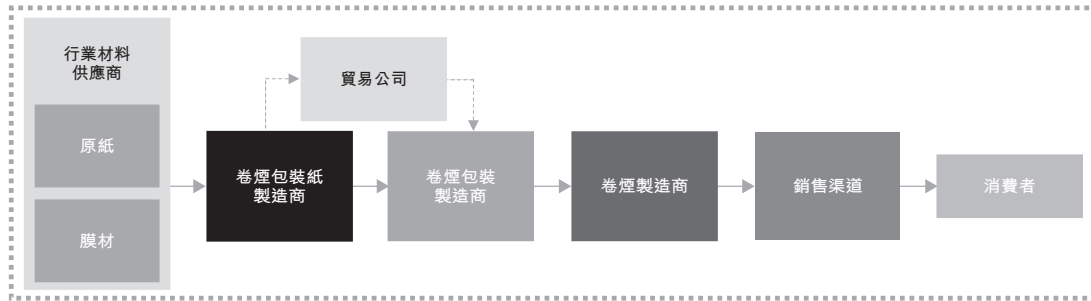 行業材料
供應商
原紙
膜材
卷煙包裝紙
製造商
貿易公司
卷煙包裝
製造商
卷煙製造商
銷售渠道
消費者